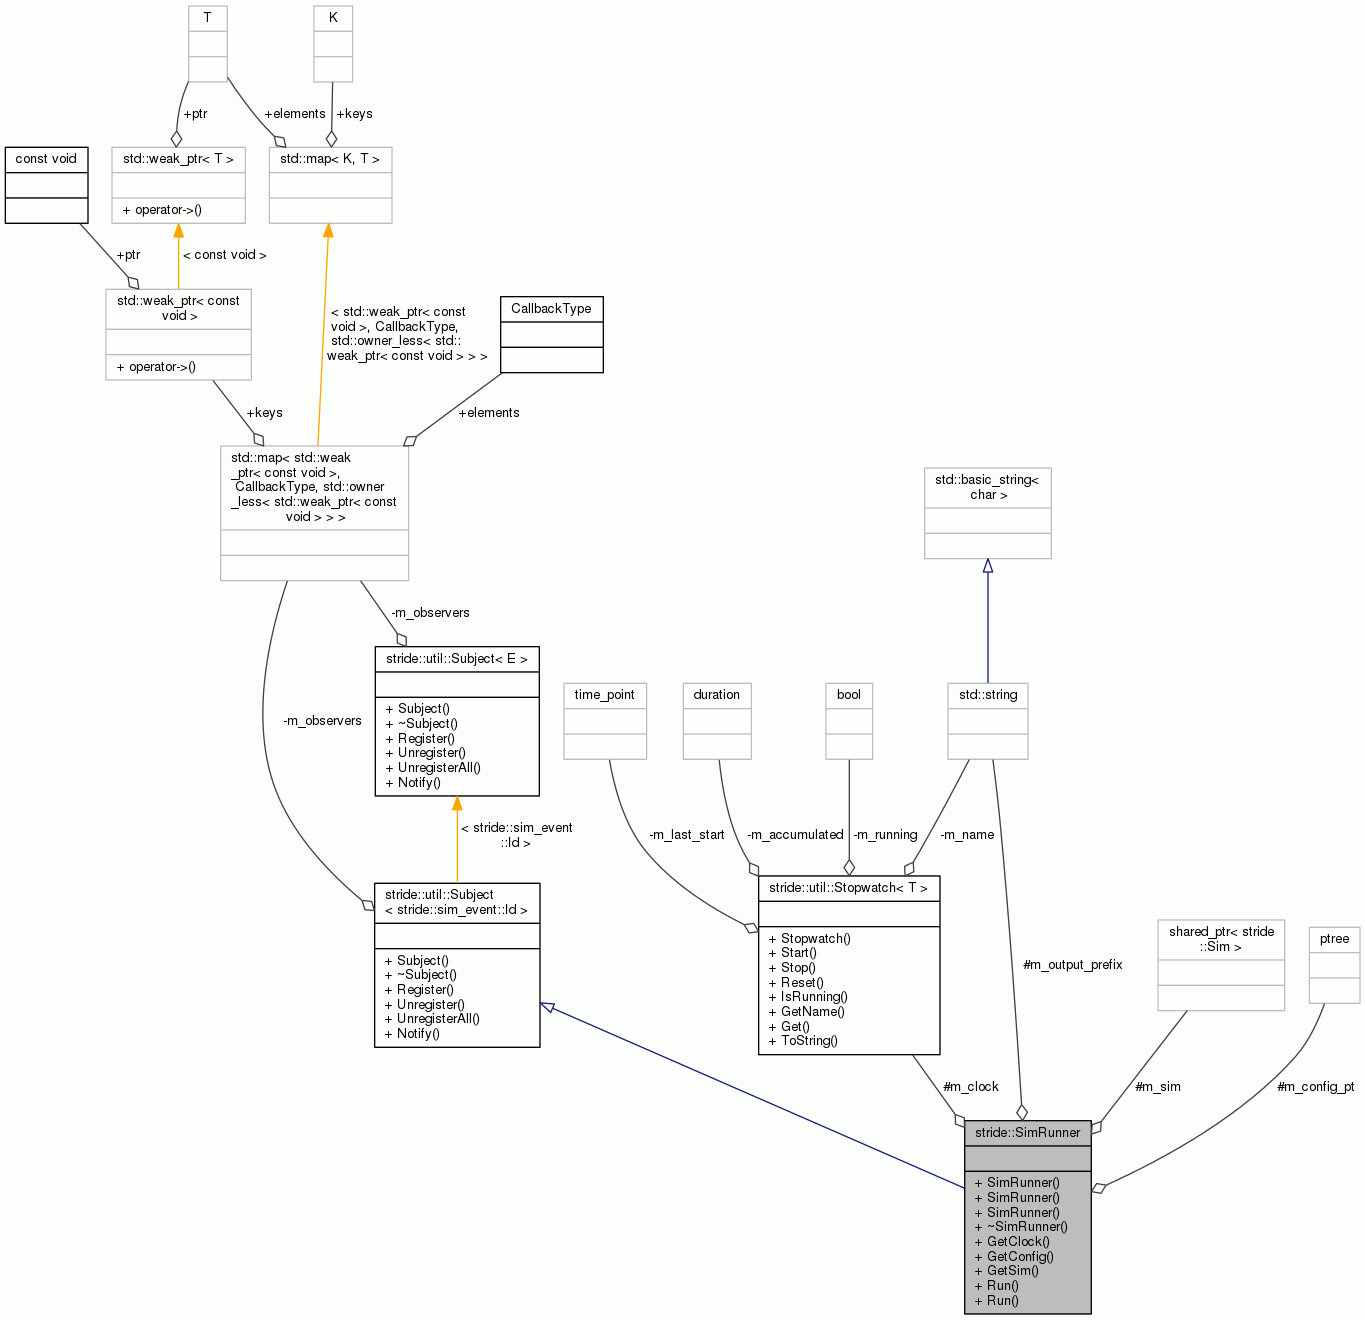 T
K
+ptr
+elements
+keys
const void
std::weak_ptr< T >
+ operator->()
std::map< K, T >
+ptr
< const void >
std::weak_ptr< const
void >
+ operator->()
< std::weak_ptr< const
void >, CallbackType,
std::owner_less< std::
weak_ptr< const void > > >
CallbackType
+keys
+elements
std::map< std::weak
_ptr< const void >,
CallbackType, std::owner
_less< std::weak_ptr< const
void > > >
std::basic_string<
char >
-m_observers
-m_observers
stride::util::Subject< E >
+ Subject()
+ ~Subject()
+ Register()
+ Unregister()
+ UnregisterAll()
+ Notify()
time_point
duration
bool
std::string
< stride::sim_event
::Id >
-m_last_start
-m_accumulated
-m_running
-m_name
stride::util::Subject
< stride::sim_event::Id >
+ Subject()
+ ~Subject()
+ Register()
+ Unregister()
+ UnregisterAll()
+ Notify()
stride::util::Stopwatch< T >
+ Stopwatch()
+ Start()
+ Stop()
+ Reset()
+ IsRunning()
+ GetName()
+ Get()
+ ToString()
#m_output_prefix
shared_ptr< stride
::Sim >
ptree
#m_clock
#m_sim
#m_config_pt
stride::SimRunner
+ SimRunner()
+ SimRunner()
+ SimRunner()
+ ~SimRunner()
+ GetClock()
+ GetConfig()
+ GetSim()
+ Run()
+ Run()